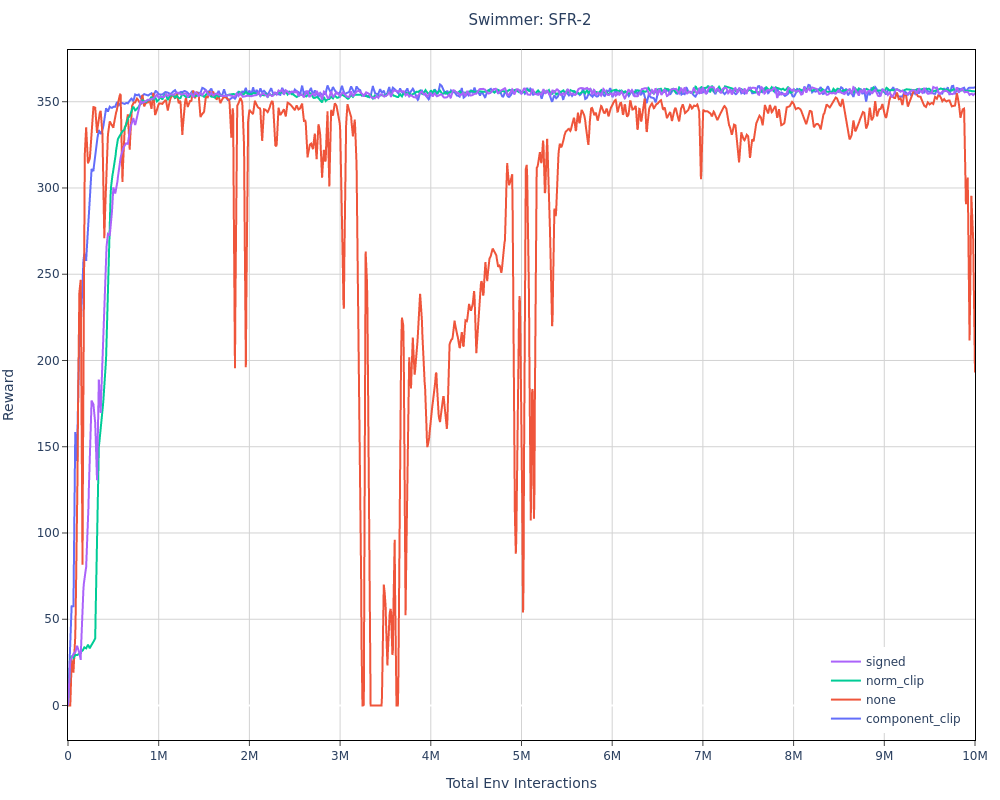 Swimmer: SFR-2
Reward
350
300
250
200
150
100
50
0
0 1M 2M 3M 4M 5M 6M 7M 8M 9M 10M
Total Env Interactions
signed
norm_clip
none
component_clip